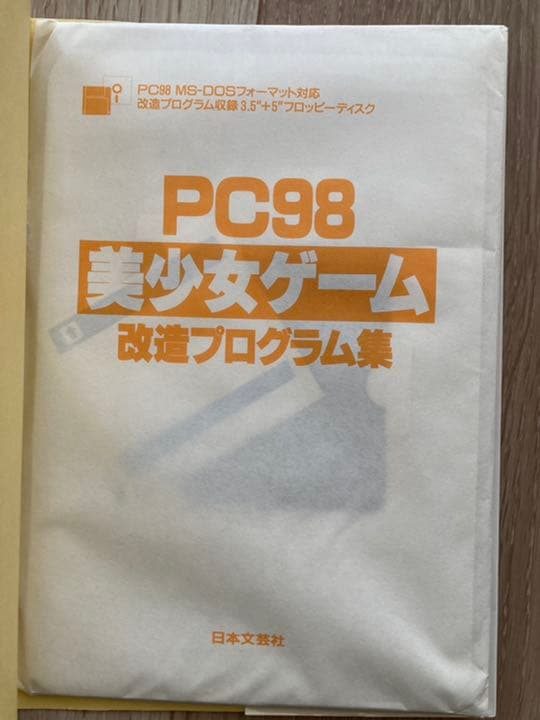 PC98 MS-DOSフォーマット対応
改造プログラム収録3.5"+5"フロッピーディスク
PC98
美少女ゲーム
改造プログラム集
日本文芸社